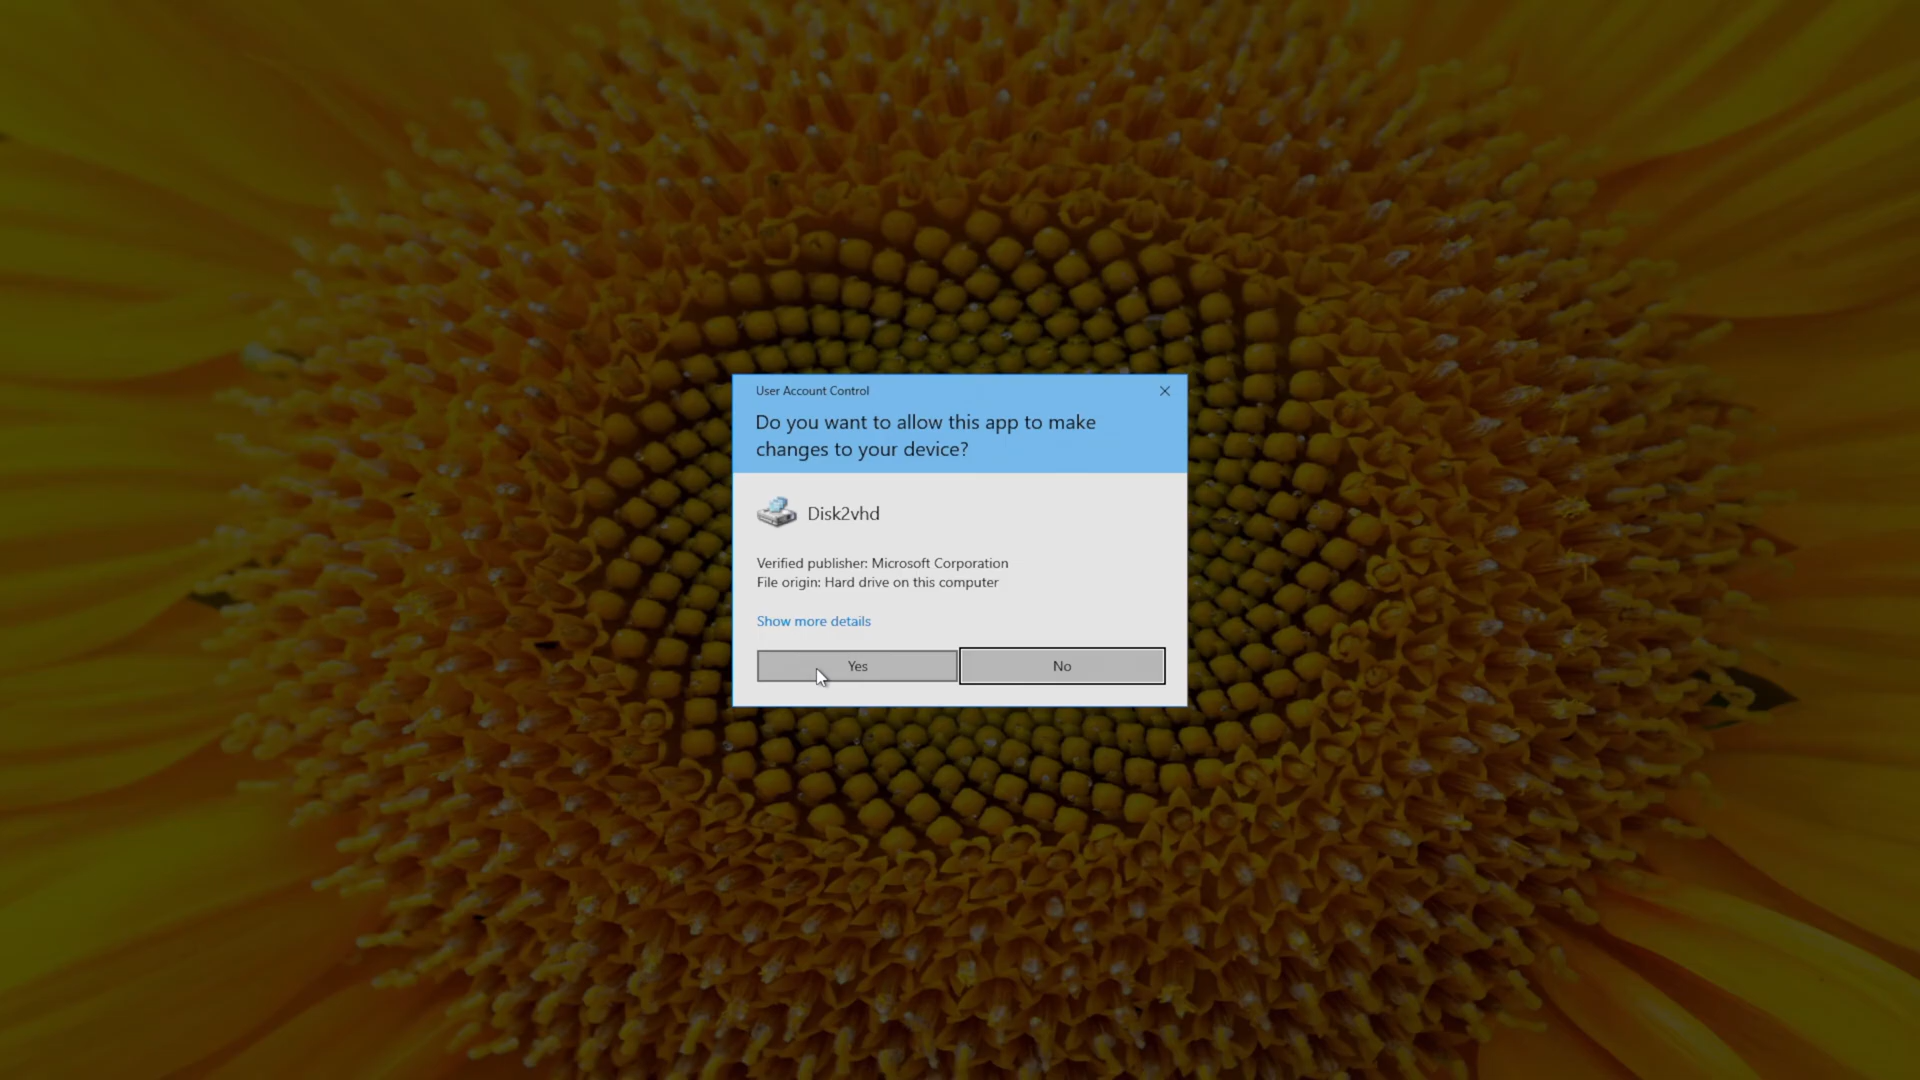 User Account Control
Do you want to allow this app to make
changes to your device?
Disk2vhd
Verified publisher: Microsoft Corporation
File origin: Hard drive on this computer
Show more details
Yes
No